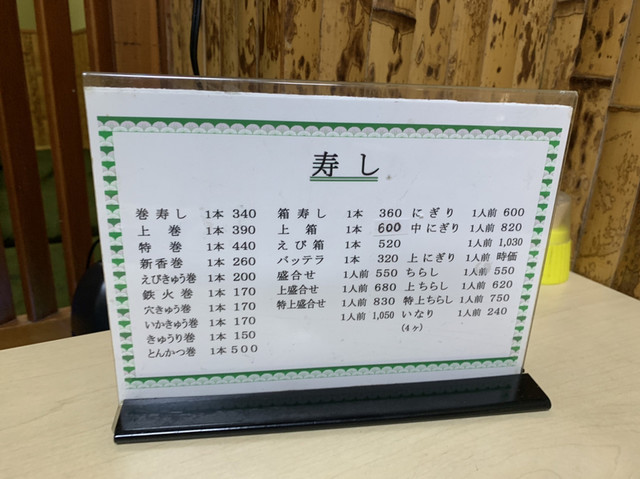 寿し
巻寿し 1本 340
上巻 1本 390
特巻 1本 440
新香巻 1本 260
えびきゅう巻 1本 200
鉄火巻 1本 170
穴きゅう巻 1本 170
いかきゅう巻 1本 170
きゅうり巻 1本 150
とんかつ巻 1本 500
箱寿し 1本 360
上箱 1本 600
えび箱 1本 520
バッテラ 1本 320
盛合せ 1人前 550
上盛合せ 1人前 680
特上盛合せ 1人前 830
1人前 1,050
にぎり 1人前 600
中にぎり 1人前 820
1人前 1,030
上にぎり 1人前 時価
ちらし 1人前 550
上ちらし 1人前 620
特上ちらし 1人前 750
いなり 1人前 240
(4ヶ)